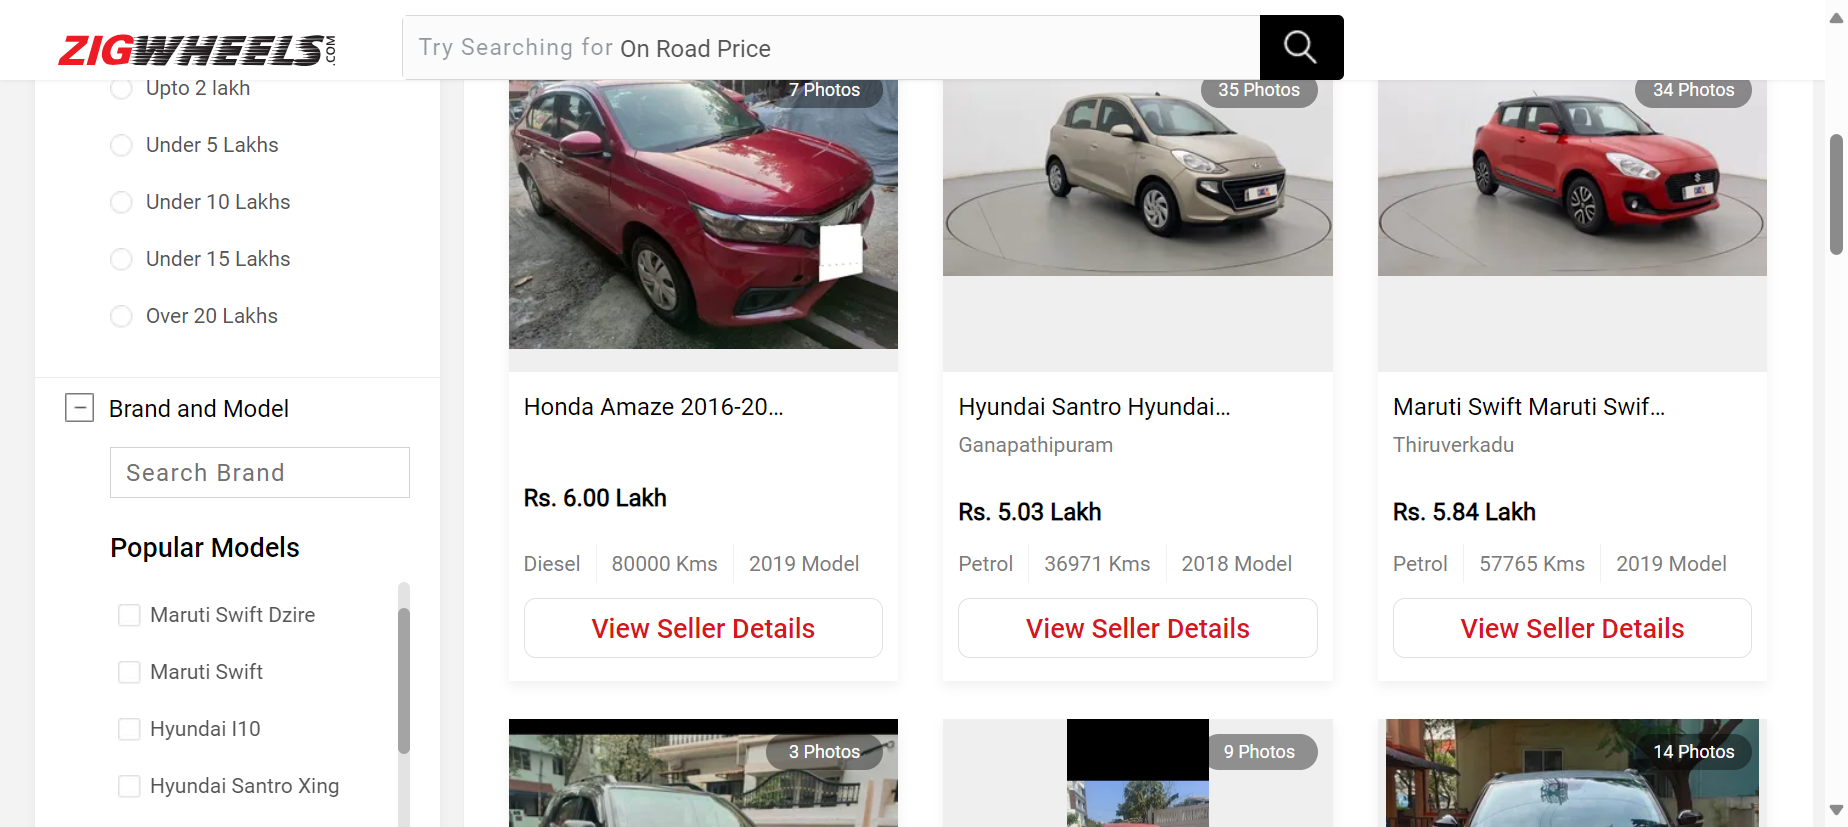 ZIGWHEELS.COM
Try Searching for On Road Price
Upto 2 lakh
Under 5 Lakhs
Under 10 Lakhs
Under 15 Lakhs
Over 20 Lakhs
Brand and Model
Search Brand
Popular Models
Maruti Swift Dzire
Maruti Swift
Hyundai I10
Hyundai Santro Xing
7 Photos
Honda Amaze 2016-20...
Rs. 6.00 Lakh
Diesel
80000 Kms
2019 Model
View Seller Details
35 Photos
Hyundai Santro Hyundai...
Ganapathipuram
Rs. 5.03 Lakh
Petrol
36971 Kms
2018 Model
View Seller Details
34 Photos
Maruti Swift Maruti Swif...
Thiruverkadu
Rs. 5.84 Lakh
Petrol
57765 Kms
2019 Model
View Seller Details
3 Photos
9 Photos
14 Photos